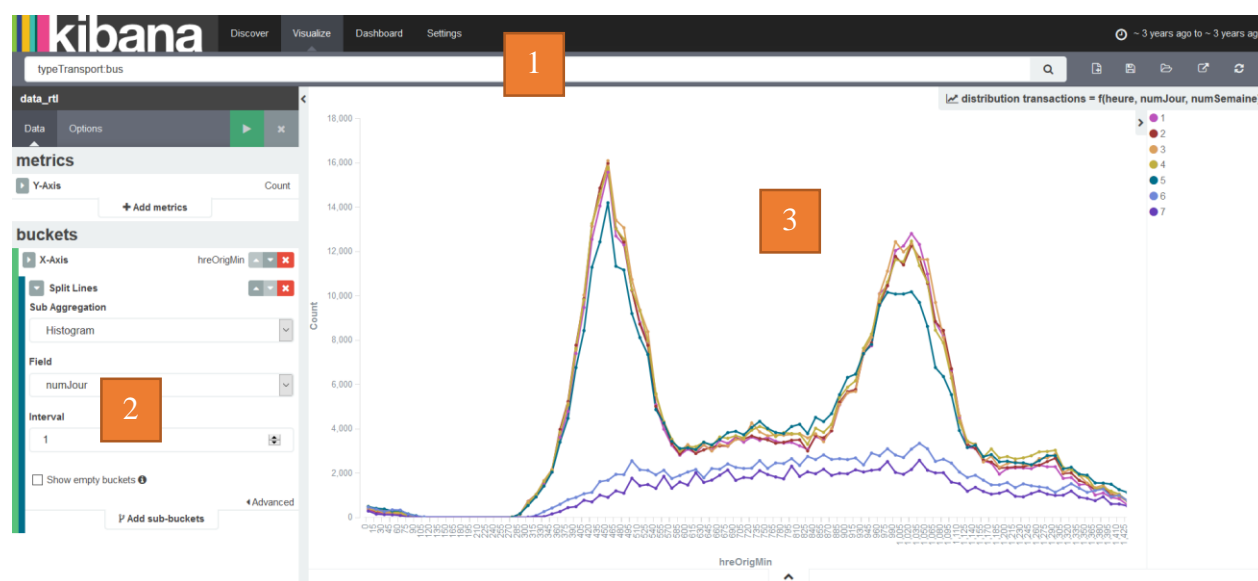 kibana
Discover Visualize Dashboard Settings
~ 3 years ago to ~ 3 years ag
1
typeTransport:bus
data_rtl
distribution transactions = f(heure, numJour, numSemaine
Data Options
metrics
Y-Axis Count
+ Add metrics
buckets
X-Axis hreOrigMin
Split Lines
Sub Aggregation
Histogram
Field
numJour
2
Interval
1
Show empty buckets
Advanced
Add sub-buckets
Count
18,000
16,000
14,000
12,000
10,000
8,000
6,000
4,000
2,000
0
3
1
2
3
4
5
6
7
hreOrigMin